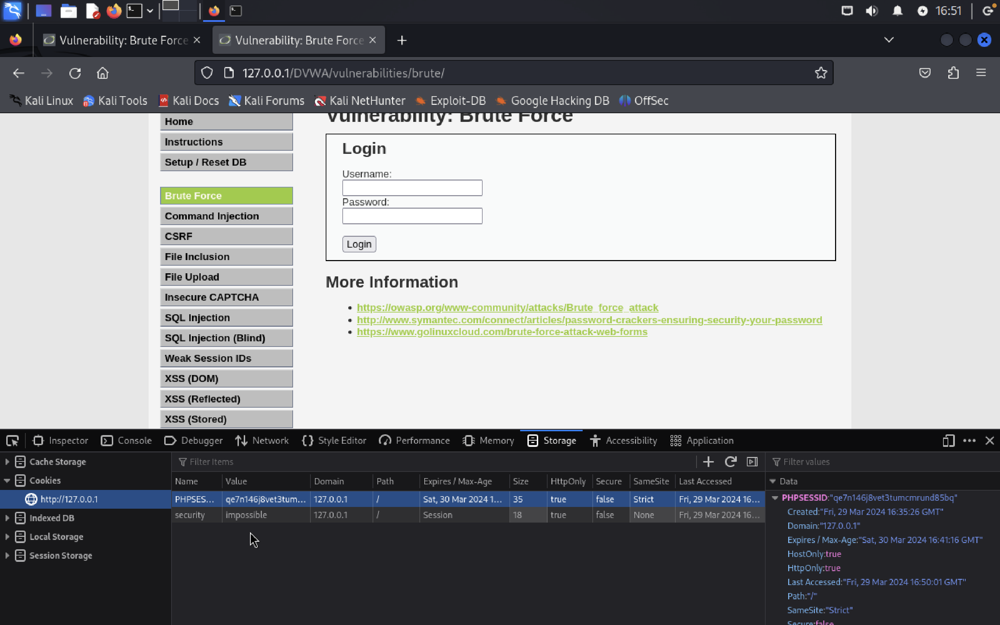 16:51
Vulnerability: Brute Force
Vulnerability: Brute Force
127.0.0.1/DVWA/vulnerabilities/brute/
Kali Linux Kali Tools Kali Docs Kali Forums Kali NetHunter Exploit-DB Google Hacking DB OffSec
Vulnerability: Brute Force
Home
Instructions
Setup / Reset DB
Brute Force
Command Injection
CSRF
File Inclusion
File Upload
Insecure CAPTCHA
SQL Injection
SQL Injection (Blind)
Weak Session IDs
XSS (DOM)
XSS (Reflected)
XSS (Stored)
Login
Username:
Password:
Login
More Information
https://owasp.org/www-community/attacks/Brute_force_attack
http://www.symantec.com/connect/articles/password-crackers-ensuring-security-your-password
https://www.golinuxcloud.com/brute-force-attack-web-forms
Inspector Console Debugger Network Style Editor Performance Memory Storage Accessibility Application
Cache Storage
Cookies
http://127.0.0.1
Indexed DB
Local Storage
Session Storage
Filter Items
Name Value Domain Path Expires / Max-Age Size HttpOnly Secure SameSite Last Accessed
PHPSES... qe7n146j8vet3tum... 127.0.0.1 / Sat, 30 Mar 2024 1... 35 true false Strict Fri, 29 Mar 2024 16...
security impossible 127.0.0.1 / Session 18 true false None Fri, 29 Mar 2024 16...
Filter values
Data
PHPSESSID:"qe7n146j8vet3tumcmrund85bq"
Created:"Fri, 29 Mar 2024 16:35:26 GMT"
Domain:"127.0.0.1"
Expires / Max-Age:"Sat, 30 Mar 2024 16:41:16 GMT"
HostOnly:true
HttpOnly:true
Last Accessed:"Fri, 29 Mar 2024 16:50:01 GMT"
Path:"/"
SameSite:"Strict"
Secure:false